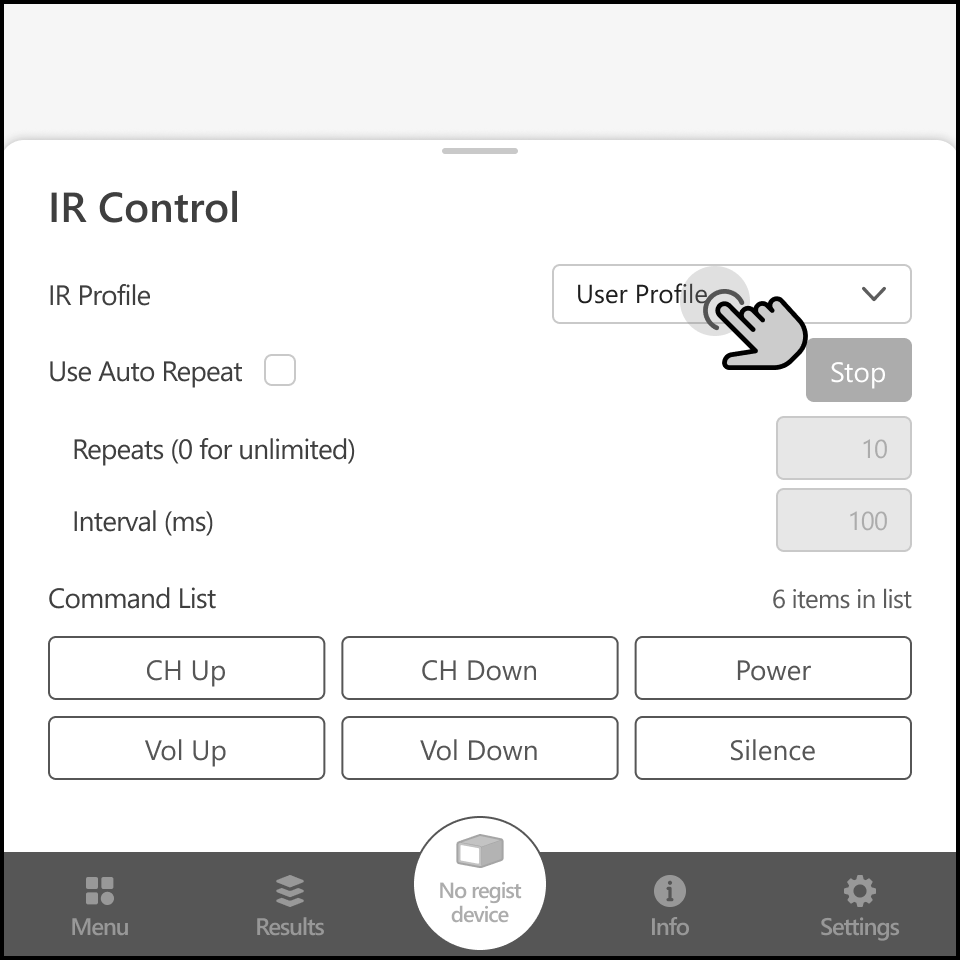 IR Control
IR Profile
User Profile
Use Auto Repeat
Stop
Repeats (0 for unlimited)
10
Interval (ms)
100
Command List
6 items in list
CH Up
CH Down
Power
Vol Up
Vol Down
Silence
Menu
Results
No regist
device
Info
Settings